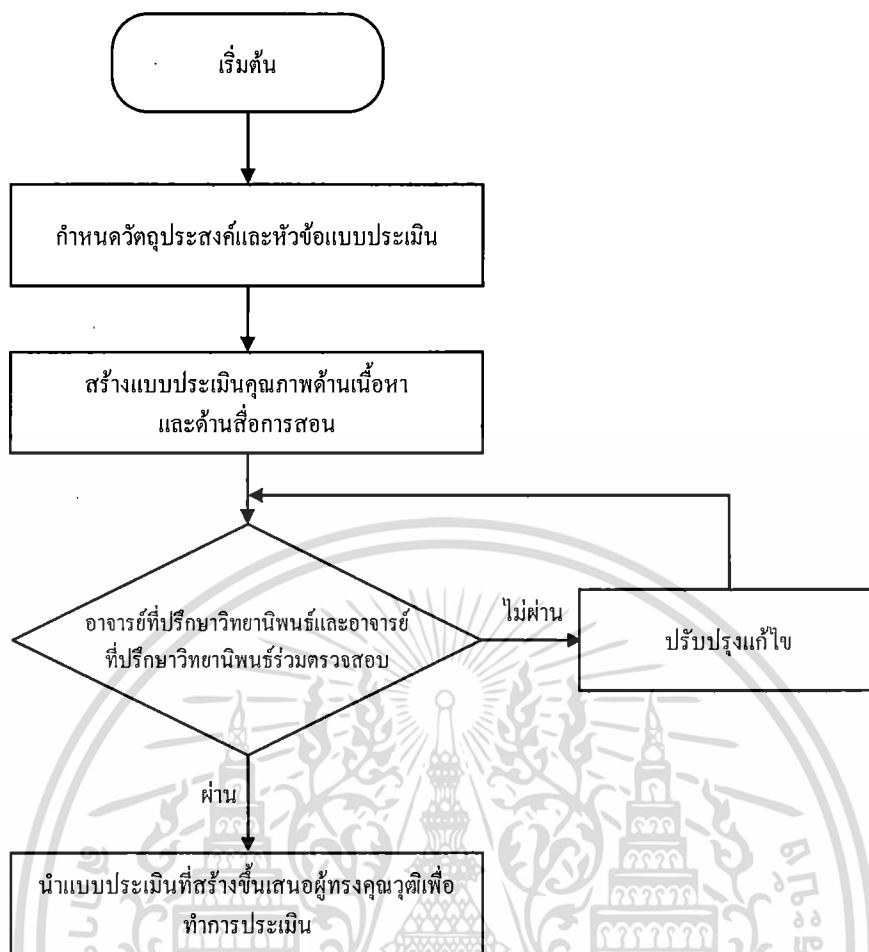 เริ่มต้น
กำหนดวัตถุประสงค์และหัวข้อแบบประเมิน
สร้างแบบประเมินคุณภาพด้านเนื้อหา
และด้านสื่อการสอน
อาจารย์ที่ปรึกษาวิทยานิพนธ์และอาจารย์
ที่ปรึกษาวิทยานิพนธ์ร่วมตรวจสอบ
ไม่ผ่าน
ปรับปรุงแก้ไข
ผ่าน
นำแบบประเมินที่สร้างขึ้นเสนอผู้ทรงคุณวุฒิเพื่อ
ทำการประเมิน